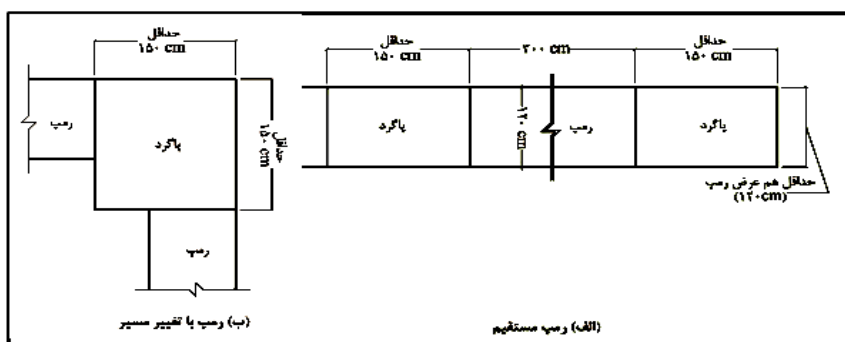 حداقل
۱۵۰ cm
۳۰۰ cm
حداقل
۱۵۰ cm
پاگرد
رمپ
۱۲۰ cm
پاگرد
حداقل هم عرض رمپ
(۱۲۰cm)
(الف) رمپ مستقیم
حداقل
۱۵۰ cm
رمپ
پاگرد
حداقل
۱۵۰ cm
رمپ
(ب) رمپ با تغییر مسیر